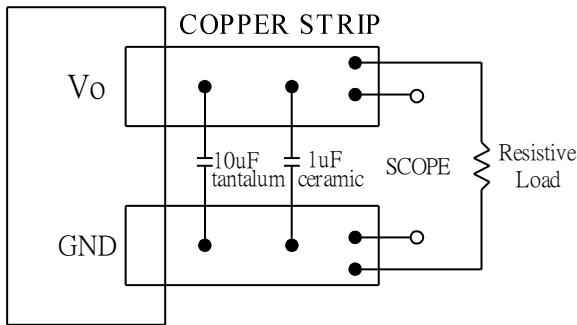 COPPER STRIP
Vo
10uF
tantalum
1uF
ceramic
SCOPE
Resistive
Load
GND